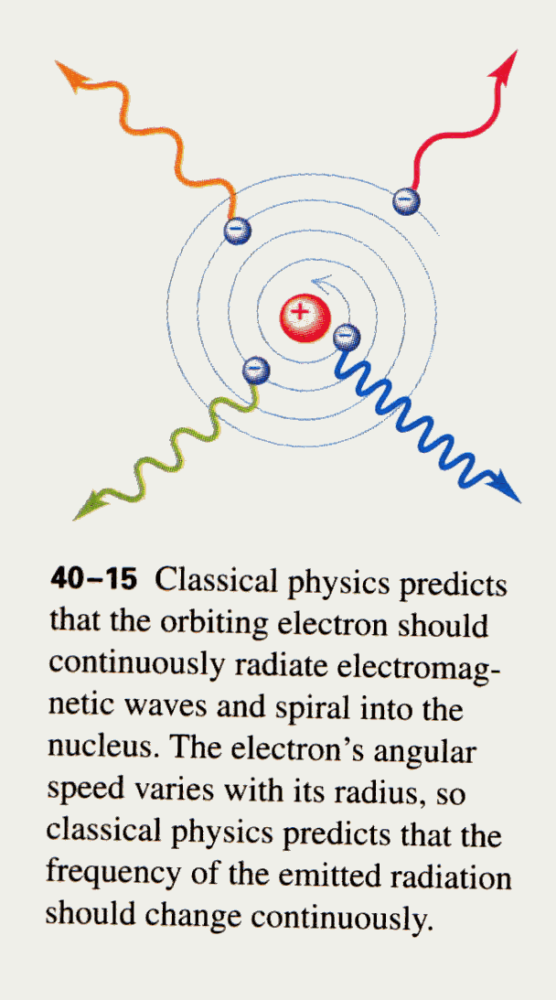 −
−
+
−
−
40–15 Classical physics predicts
that the orbiting electron should
continuously radiate electromag-
netic waves and spiral into the
nucleus. The electron’s angular
speed varies with its radius, so
classical physics predicts that the
frequency of the emitted radiation
should change continuously.